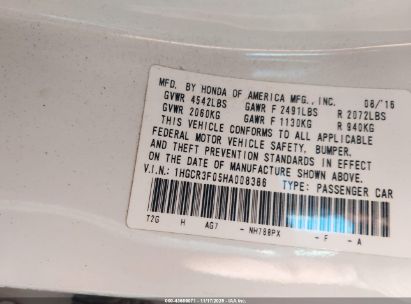 MFD. BY HONDA OF AMERICA MFG., INC. 08/16
GVWR 4542LBS GAWR F 2491LBS R 2072LBS
GVWR 2060KG GAWR F 1130KG R 940KG
THIS VEHICLE CONFORMS TO ALL APPLICABLE
FEDERAL MOTOR VEHICLE SAFETY, BUMPER,
AND THEFT PREVENTION STANDARDS IN EFFECT
ON THE DATE OF MANUFACTURE SHOWN ABOVE.
V.I.N.: 1HGCR3F05HA008386 TYPE: PASSENGER CAR
T2G H AG7 - NH788PX - F - A